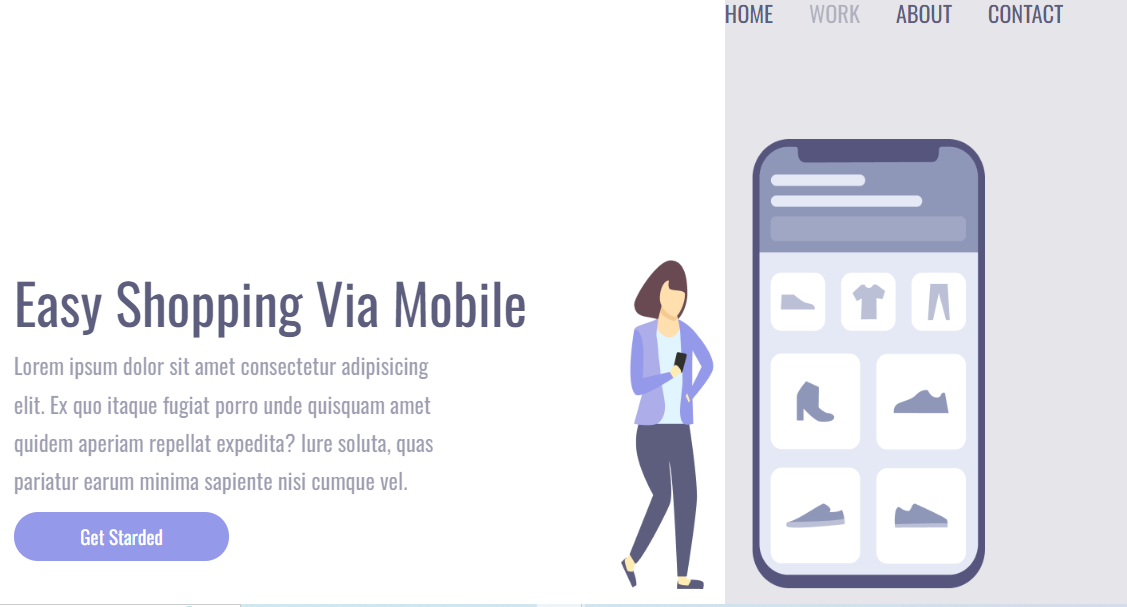 HOME WORK ABOUT CONTACT
Easy Shopping Via Mobile
Lorem ipsum dolor sit amet consectetur adipisicing
elit. Ex quo itaque fugiat porro unde quisquam amet
quidem aperiam repellat expedita? Iure soluta, quas
pariatur earum minima sapiente nisi cumque vel.
Get Starded